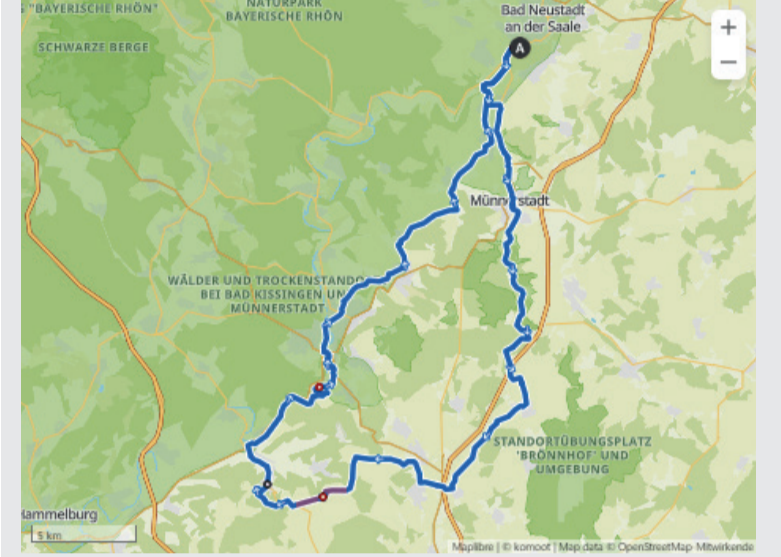 "BAYERISCHE RHÖN"
NATURPARK
BAYERISCHE RHÖN
Bad Neustadt
an der Saale
A
+
−
SCHWARZE BERGE
Münnerstadt
WÄLDER UND TROCKENSTANDO
BEI BAD KISSINGEN UN
MÜNNERSTADT
STANDORTÜBUNGSPLATZ
'BRÖNNHOF' UND
UMGEBUNG
Hammelburg
5 km
Maplibre | © komoot | Map data © OpenStreetMap Mitwirkende